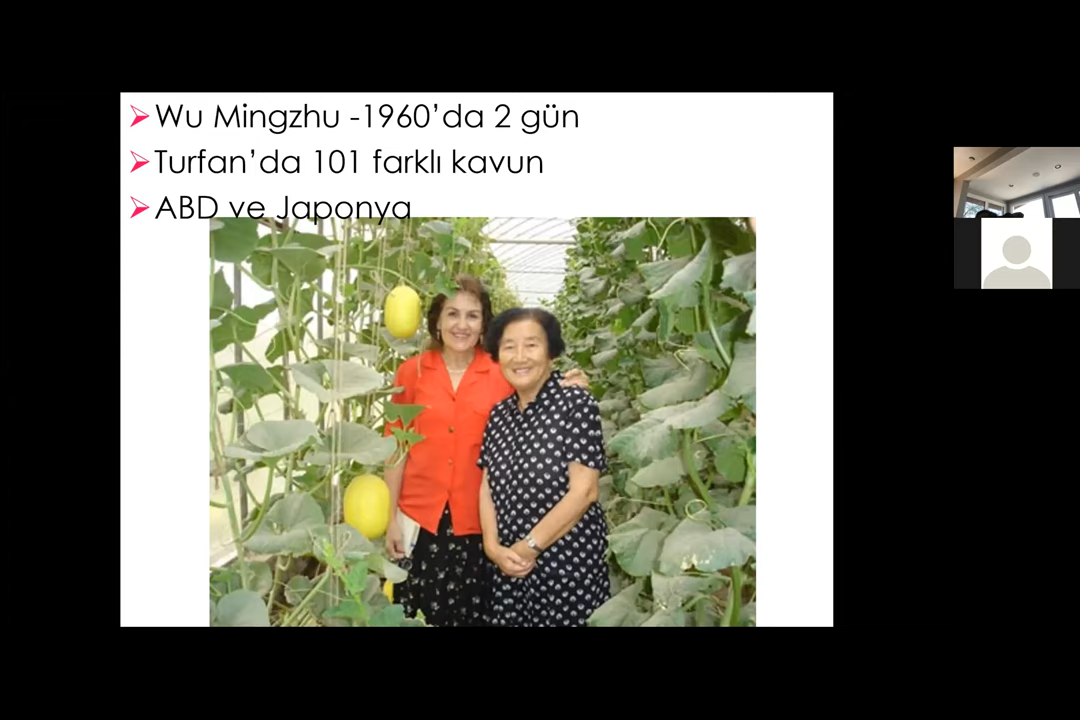 Wu Mingzhu -1960’da 2 gün
Turfan’da 101 farklı kavun
ABD ve Japonya